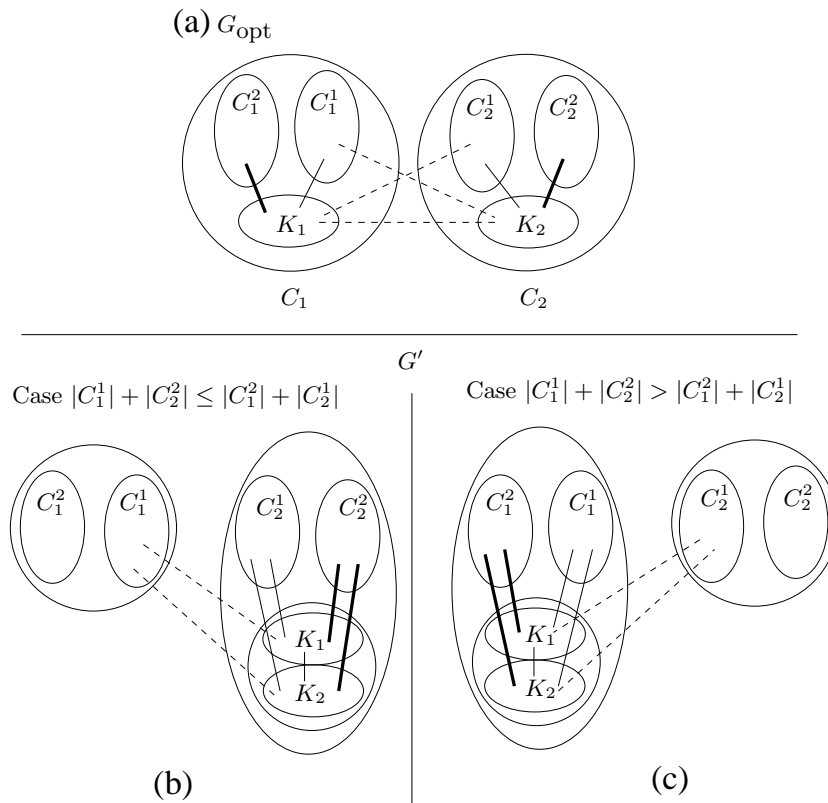 (a) G_opt
C_1^2 C_1^1 C_2^1 C_2^2
K_1 K_2
C_1 C_2
G′
Case |C_1^1| + |C_2^2| ≤ |C_1^2| + |C_2^1|
Case |C_1^1| + |C_2^2| > |C_1^2| + |C_2^1|
C_1^2 C_1^1 C_2^1 C_2^2
K_1
K_2
(b)
C_1^2 C_1^1 C_2^1 C_2^2
K_1
K_2
(c)